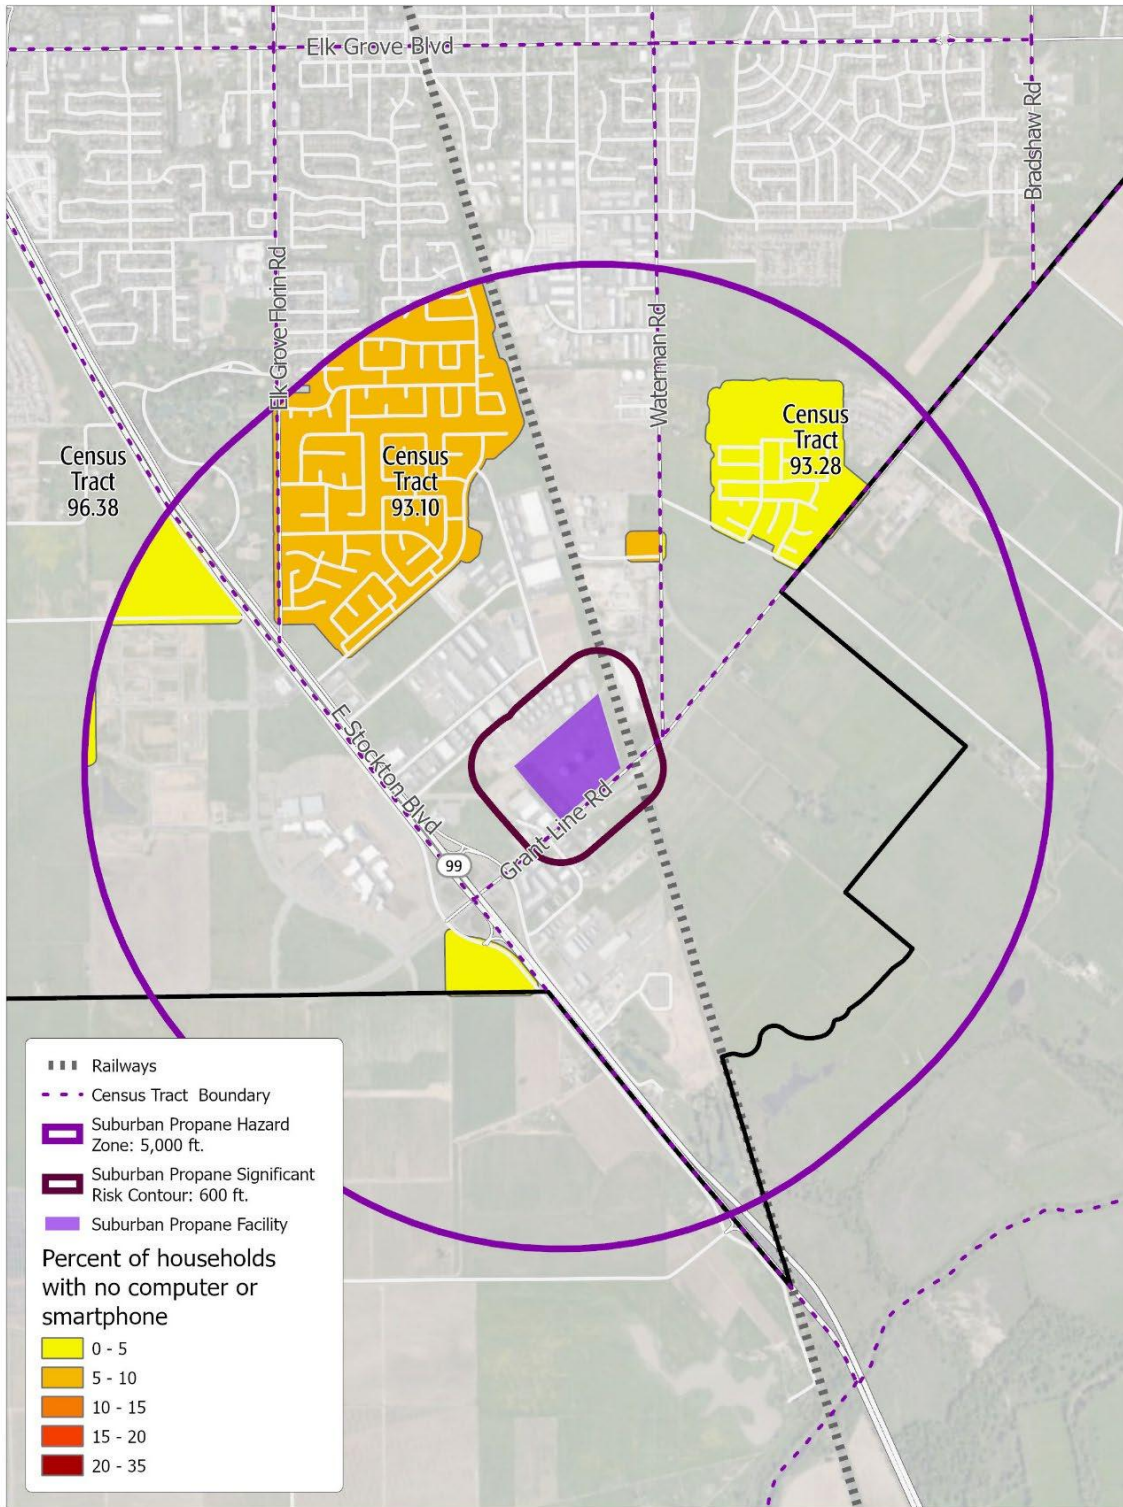 Elk Grove Blvd
Bradshaw Rd
Elk Grove Florin Rd
Waterman Rd
Census
Tract
93.28
Census
Tract
96.38
Census
Tract
93.10
E Stockton Blvd
Grant Line Rd
99
Railways
Census Tract Boundary
Suburban Propane Hazard
Zone: 5,000 ft.
Suburban Propane Significant
Risk Contour: 600 ft.
Suburban Propane Facility
Percent of households
with no computer or
smartphone
0 - 5
5 - 10
10 - 15
15 - 20
20 - 35